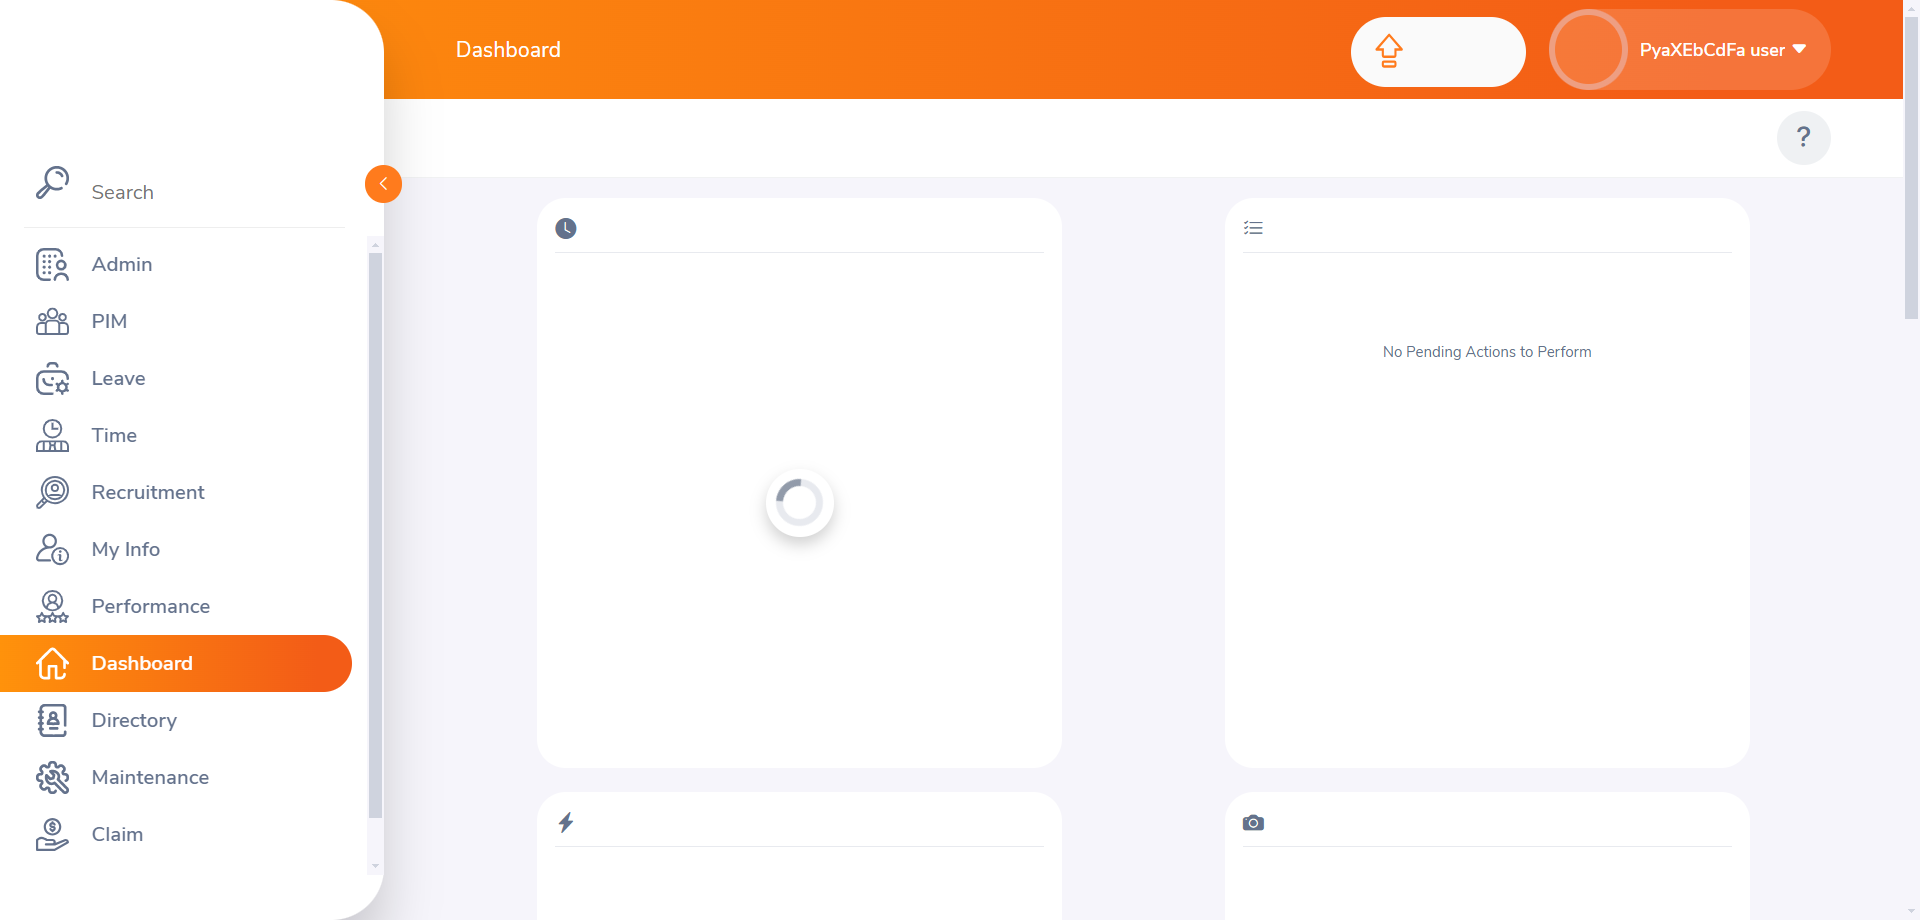 Dashboard
PyaXEbCdFa user
?
Search
Admin
PIM
Leave
Time
Recruitment
My Info
Performance
Dashboard
Directory
Maintenance
Claim
No Pending Actions to Perform